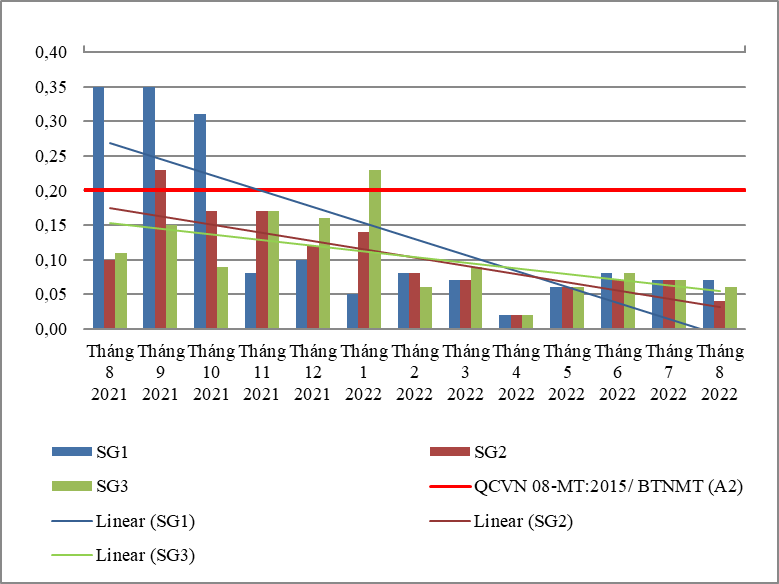 0,40
0,35
0,30
0,25
0,20
0,15
0,10
0,05
0,00
Tháng Tháng Tháng Tháng Tháng Tháng Tháng Tháng Tháng Tháng Tháng Tháng Tháng
8 9 10 11 12 1 2 3 4 5 6 7 8
2021 2021 2021 2021 2021 2022 2022 2022 2022 2022 2022 2022 2022
SG1 SG2
SG3 QCVN 08-MT:2015/ BTNMT (A2)
Linear (SG1) Linear (SG2)
Linear (SG3)